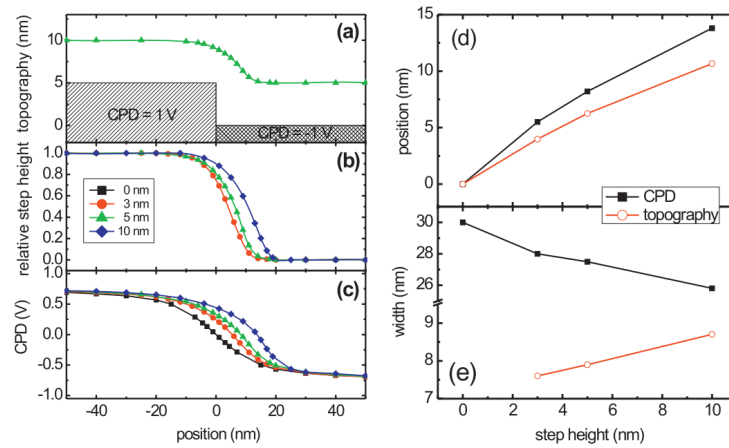 topography (nm)
15
10
5
0
(a)
CPD = 1 V
CPD = -1 V
relative step height
1.0
0.8
0.6
0.4
0.2
0.0
(b)
0 nm
3 nm
5 nm
10 nm
CPD (V)
1.0
0.5
0.0
-0.5
-1.0
(c)
-40 -20 0 20 40
position (nm)
position (nm)
15
10
5
0
(d)
CPD
topography
width (nm)
30
28
26
9
8
7
(e)
0 2 4 6 8 10
step height (nm)